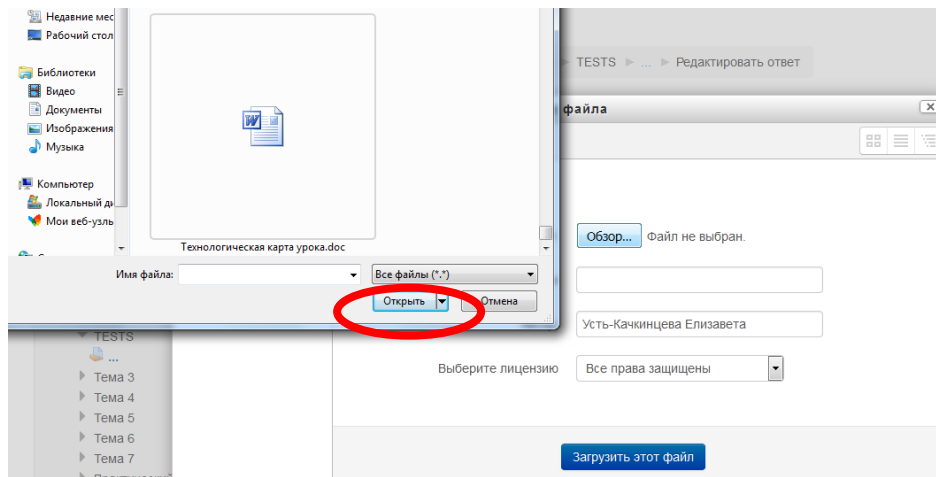 Недавние мес
Рабочий стол
Библиотеки
Видео
Документы
Изображения
Музыка
Компьютер
Локальный ди
Мои веб-узль
Технологическая карта урока.doc
Имя файла:
Все файлы (*.*)
Открыть
Отмена
TESTS ► ... ► Редактировать ответ
файла
Обзор... Файл не выбран.
Усть-Качкинцева Елизавета
Выберите лицензию Все права защищены
Загрузить этот файл
TESTS
...
Тема 3
Тема 4
Тема 5
Тема 6
Тема 7